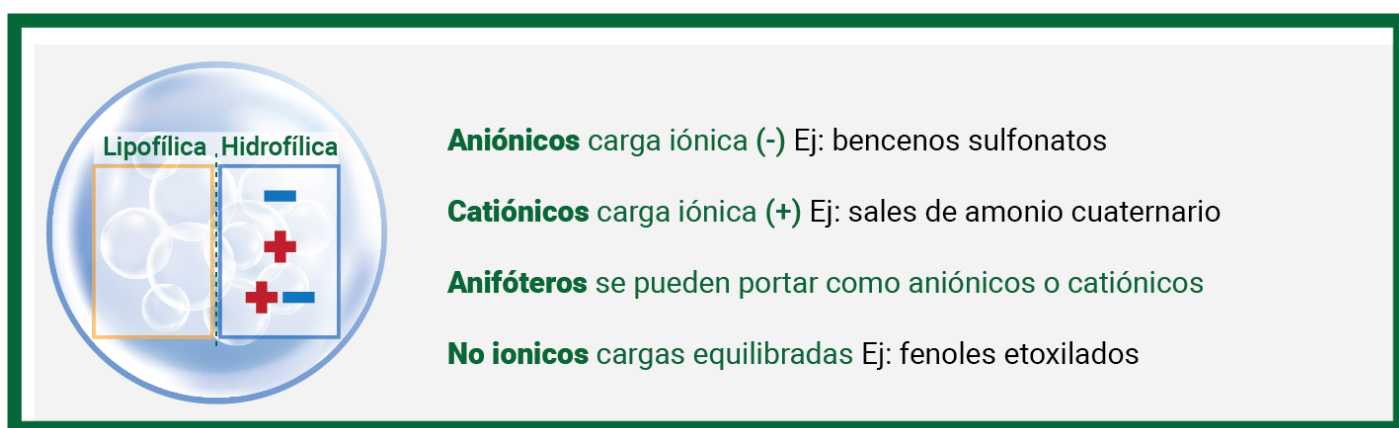 Lipofílica Hidrofílica
Aniónicos carga iónica (-) Ej: bencenos sulfonatos
Catiónicos carga iónica (+) Ej: sales de amonio cuaternario
Anifóteros se pueden portar como aniónicos o catiónicos
No ionicos cargas equilibradas Ej: fenoles etoxilados